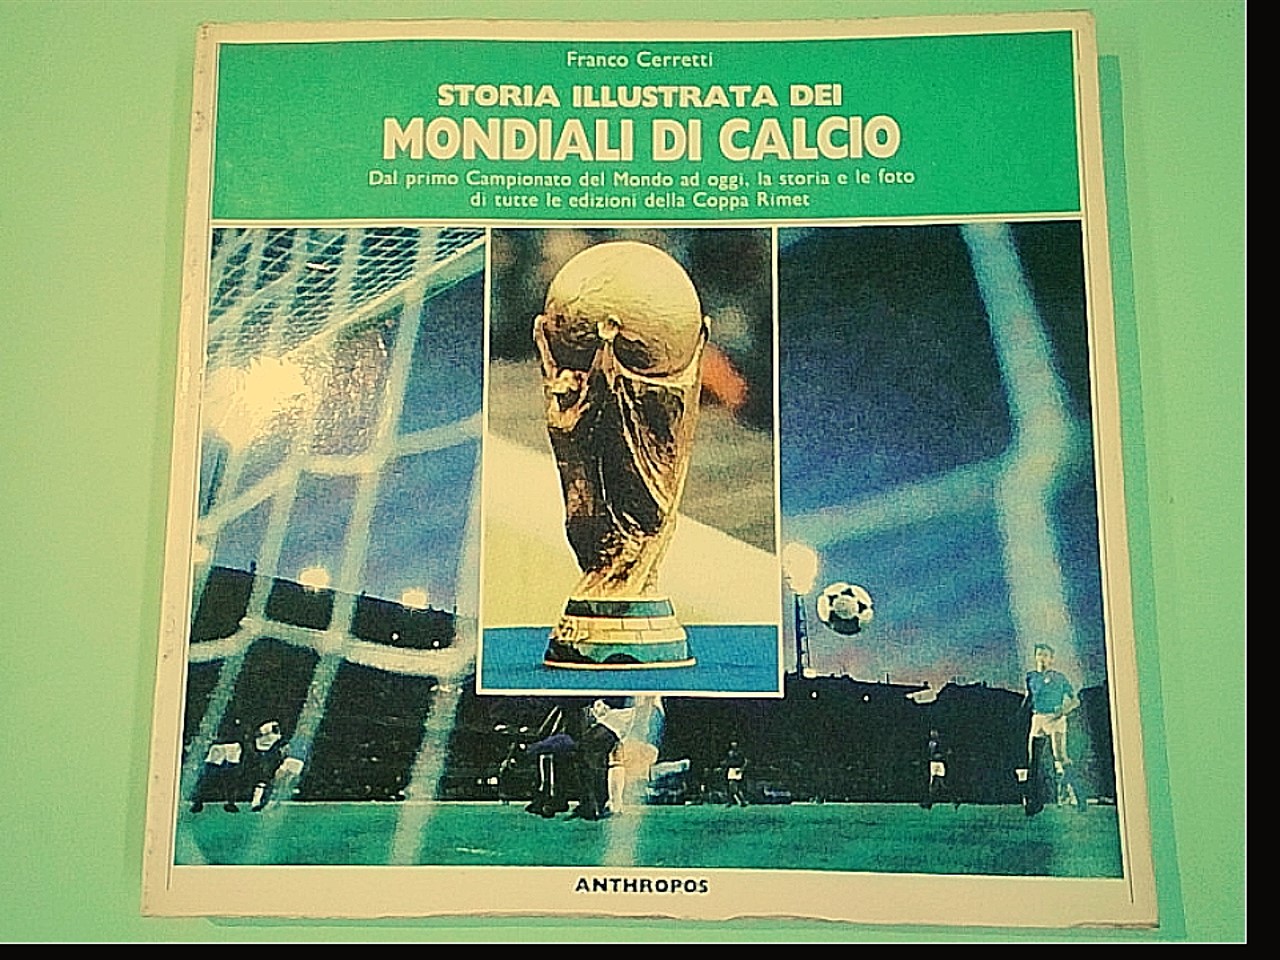 Franco Cerretti
STORIA ILLUSTRATA DEI
MONDIALI DI CALCIO
Dal primo Campionato del Mondo ad oggi, la storia e le foto
di tutte le edizioni della Coppa Rimet
ANTHROPOS